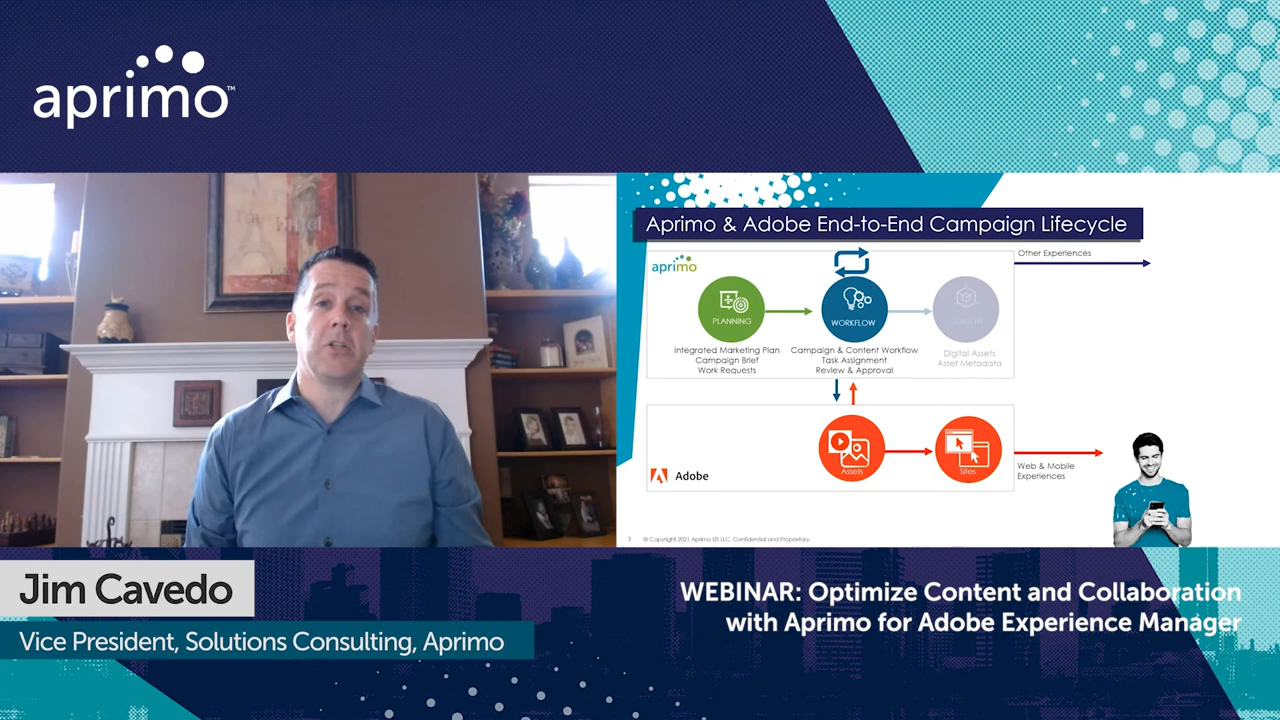 aprimo™
Aprimo & Adobe End-to-End Campaign Lifecycle
aprimo
Other Experiences
PLANNING
WORKFLOW
Integrated Marketing Plan
Campaign Brief
Work Requests
Campaign & Content Workflow
Task Assignment
Review & Approval
Digital Assets
Asset Metadata
Assets
Sites
Adobe
Web & Mobile
Experiences
3 © Copyright 2021 Aprimo US LLC. Confidential and Proprietary.
Jim Cavedo
Vice President, Solutions Consulting, Aprimo
WEBINAR: Optimize Content and Collaboration
with Aprimo for Adobe Experience Manager